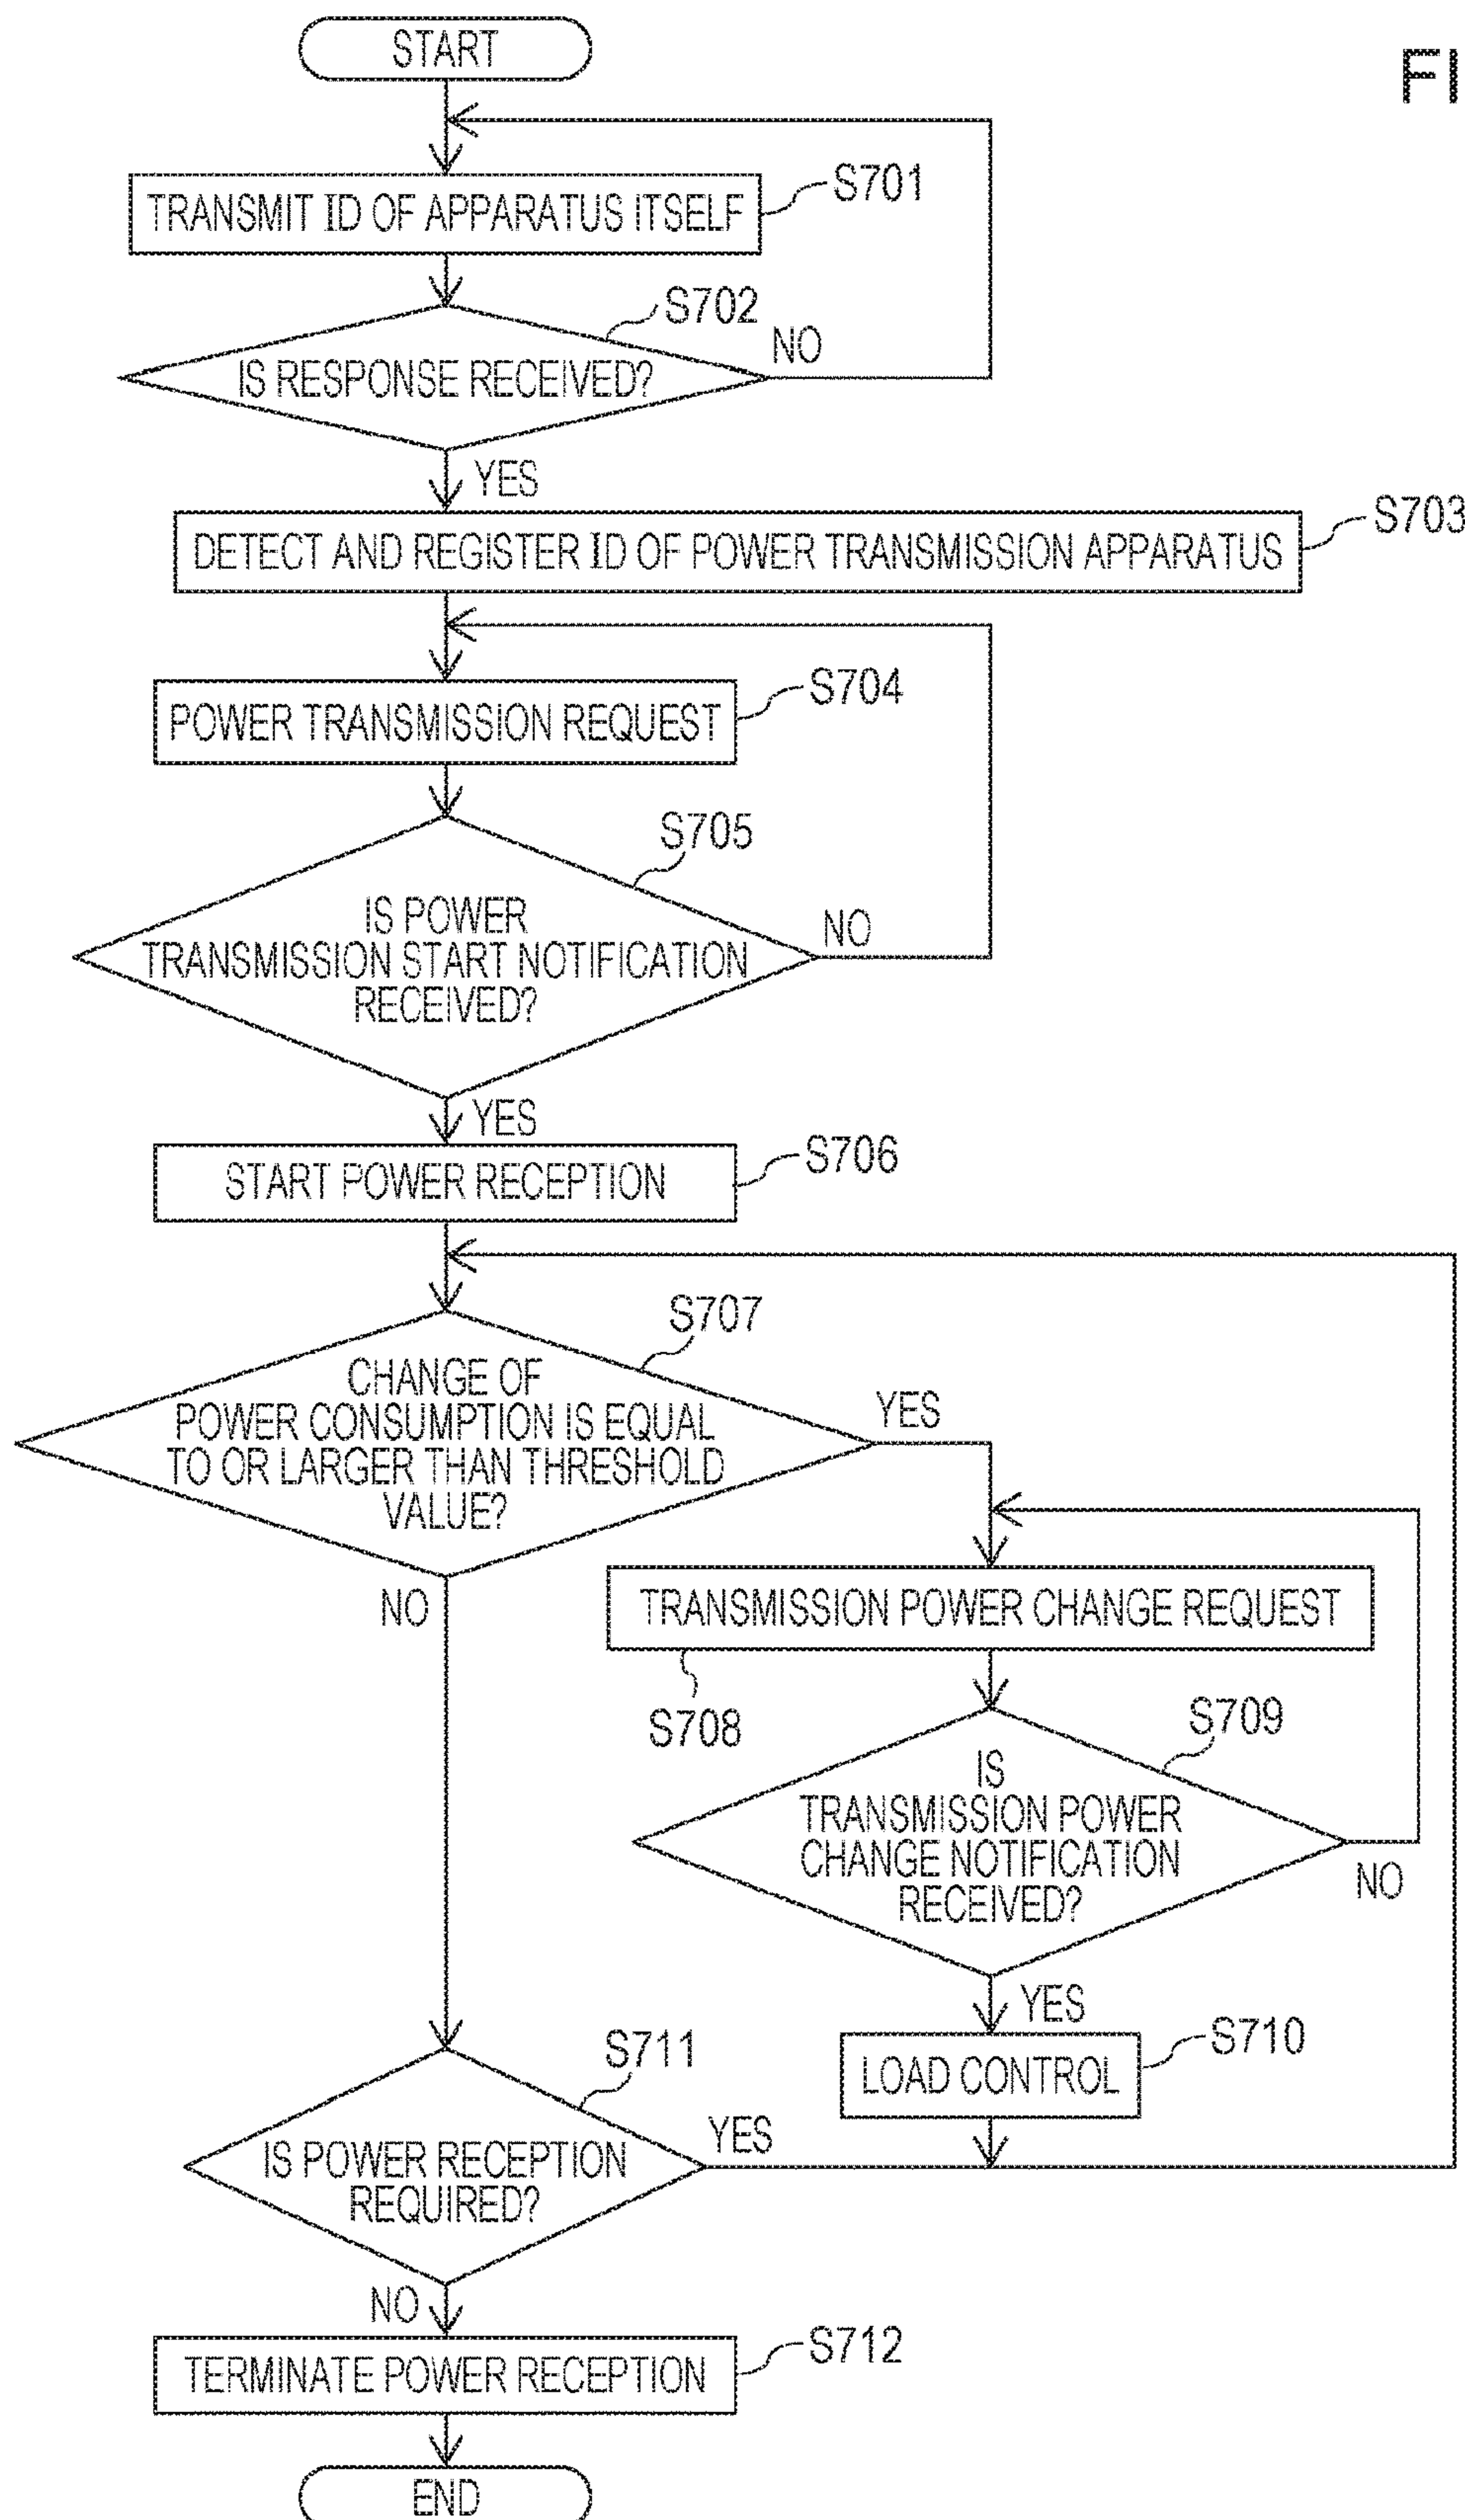 START
FI
TRANSMIT ID OF APPARATUS ITSELF
S701
S702
IS RESPONSE RECEIVED?
NO
YES
S703
DETECT AND REGISTER ID OF POWER TRANSMISSION APPARATUS
S704
POWER TRANSMISSION REQUEST
S705
IS POWER
TRANSMISSION START NOTIFICATION
RECEIVED?
NO
YES
S706
START POWER RECEPTION
S707
CHANGE OF
POWER CONSUMPTION IS EQUAL
TO OR LARGER THAN THRESHOLD
VALUE?
YES
NO
TRANSMISSION POWER CHANGE REQUEST
S708
S709
IS
TRANSMISSION POWER
CHANGE NOTIFICATION
RECEIVED?
NO
YES
S710
LOAD CONTROL
S711
IS POWER RECEPTION
REQUIRED?
YES
NO
S712
TERMINATE POWER RECEPTION
END